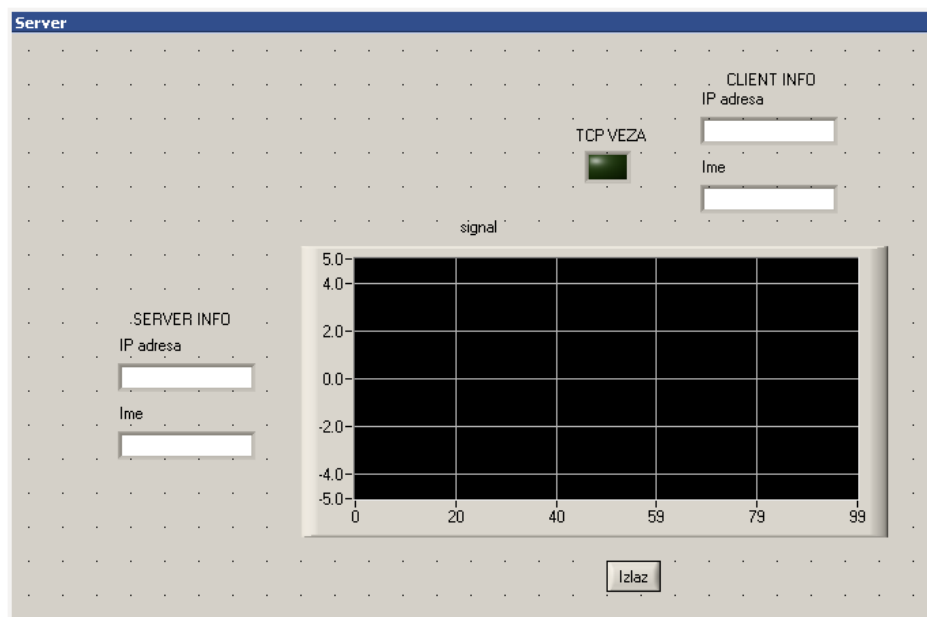 Server
CLIENT INFO
IP adresa
TCP VEZA
Ime
signal
5.0
4.0
2.0
0.0
-2.0
-4.0
-5.0
0 20 40 59 79 99
SERVER INFO
IP adresa
Ime
Izlaz